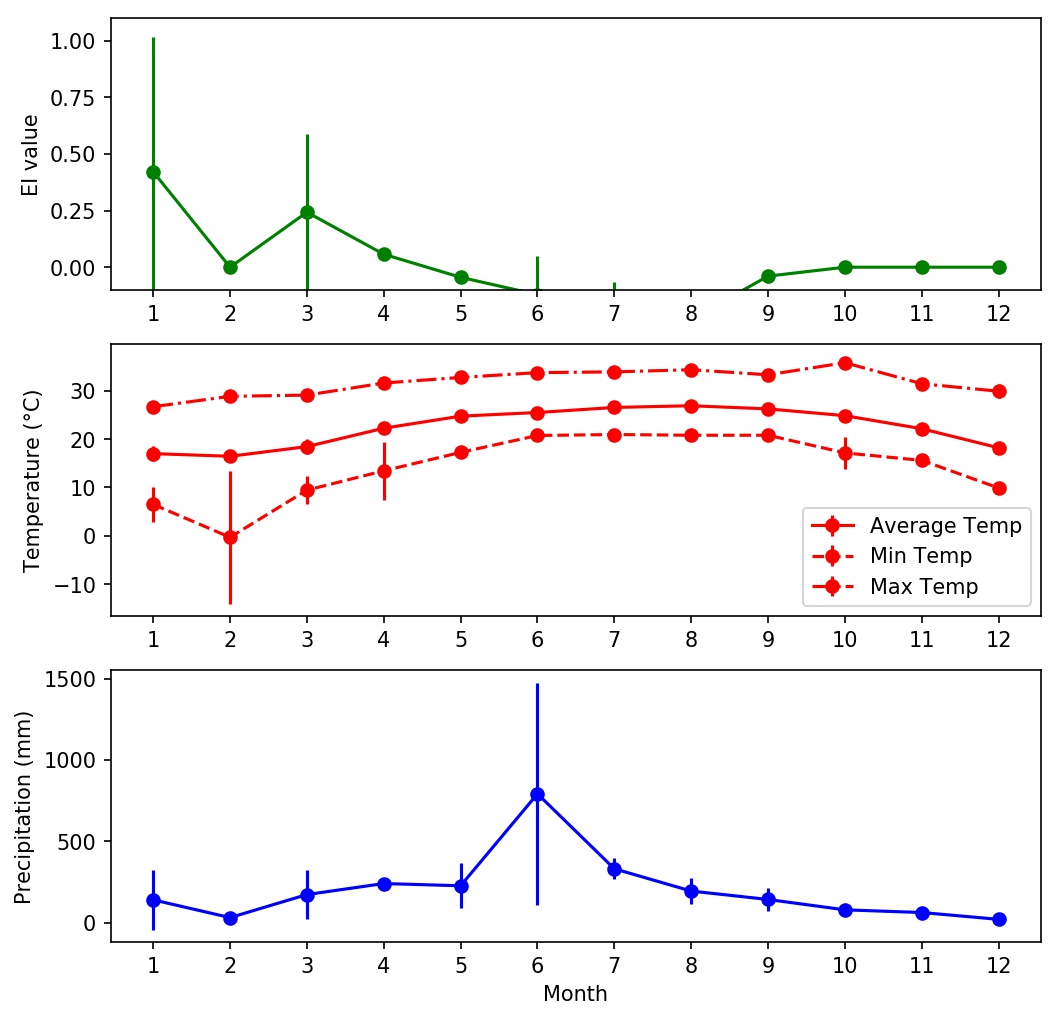 1.00
0.75
0.50
0.25
0.00
EI value
1 2 3 4 5 6 7 8 9 10 11 12
30
20
10
0
−10
Temperature (°C)
Average Temp
Min Temp
Max Temp
1 2 3 4 5 6 7 8 9 10 11 12
1500
1000
500
0
Precipitation (mm)
1 2 3 4 5 6 7 8 9 10 11 12
Month